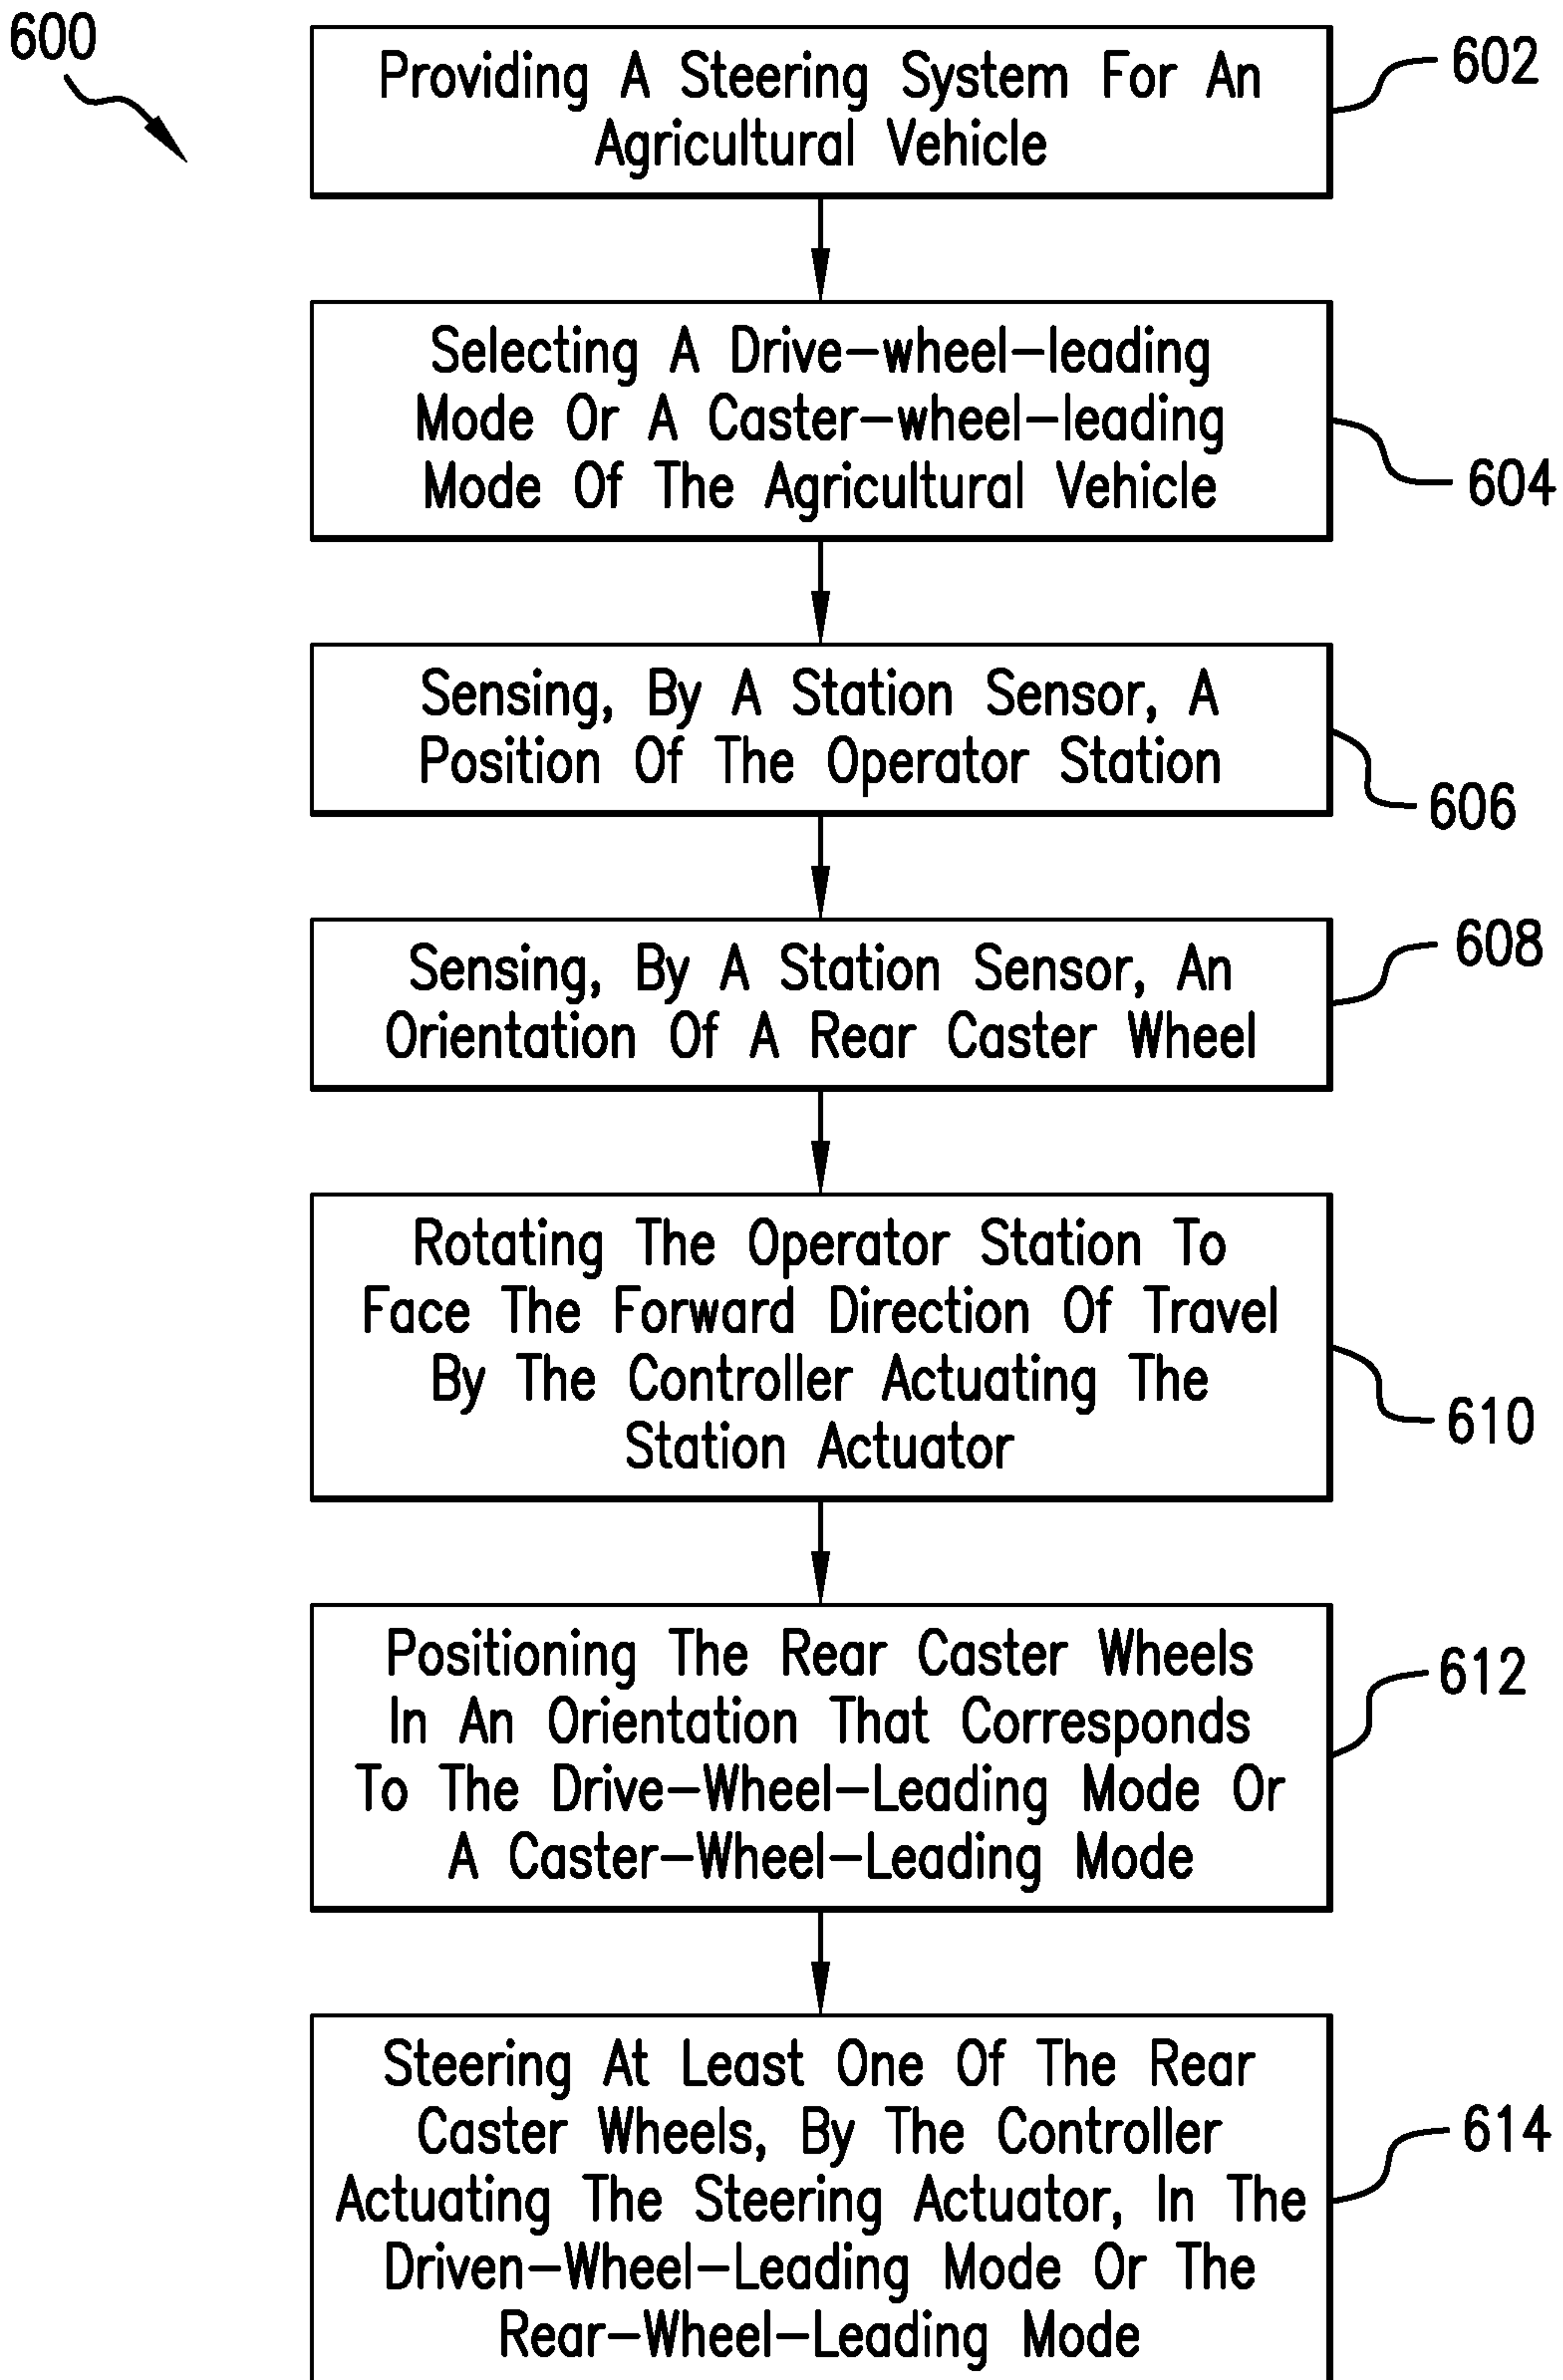 600
Providing A Steering System For An
Agricultural Vehicle
602
Selecting A Drive-wheel-leading
Mode Or A Caster-wheel-leading
Mode Of The Agricultural Vehicle
604
Sensing, By A Station Sensor, A
Position Of The Operator Station
606
Sensing, By A Station Sensor, An
Orientation Of A Rear Caster Wheel
608
Rotating The Operator Station To
Face The Forward Direction Of Travel
By The Controller Actuating The
Station Actuator
610
Positioning The Rear Caster Wheels
In An Orientation That Corresponds
To The Drive-Wheel-Leading Mode Or
A Caster-Wheel-Leading Mode
612
Steering At Least One Of The Rear
Caster Wheels, By The Controller
Actuating The Steering Actuator, In The
Driven-Wheel-Leading Mode Or The
Rear-Wheel-Leading Mode
614